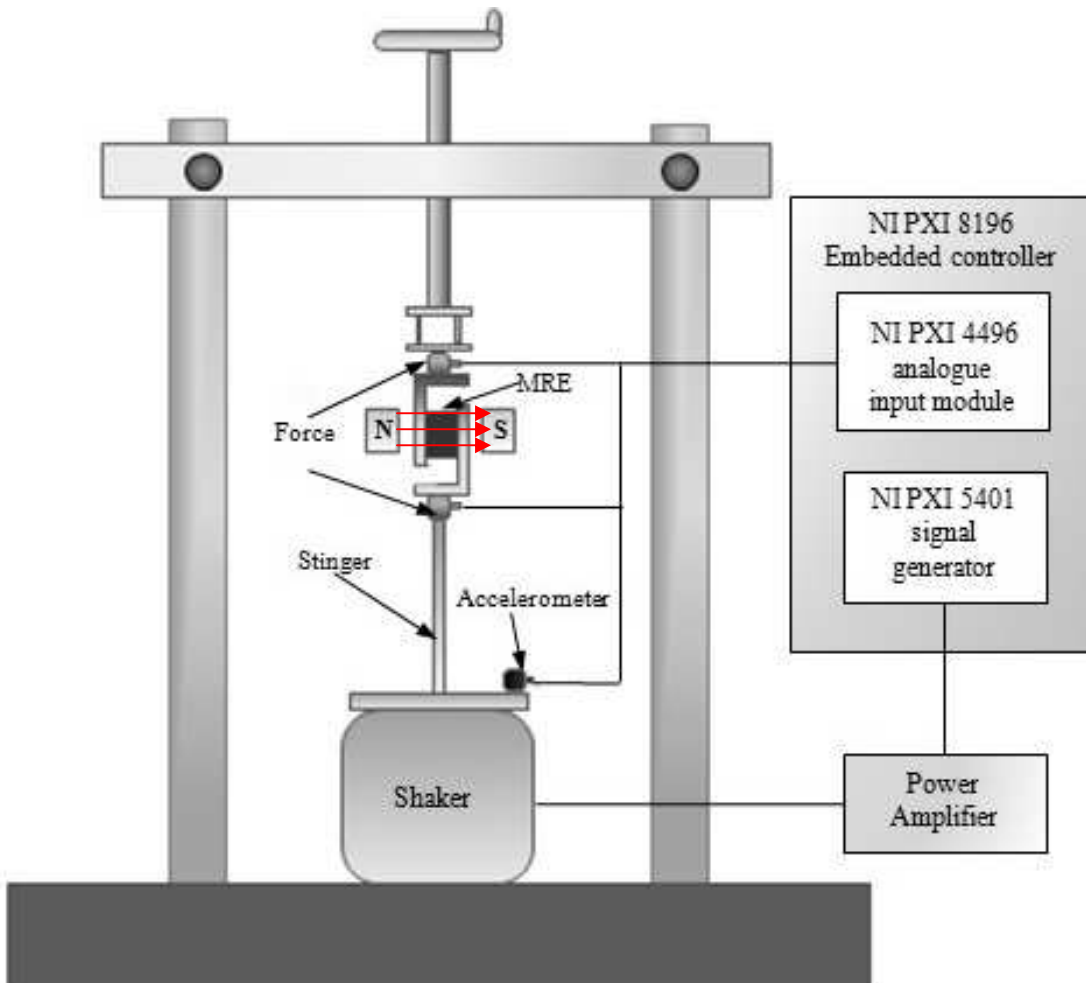 NI PXI 8196
Embedded controller
NI PXI 4496
analogue
input module
MRE
N
S
Force
NI PXI 5401
signal
generator
Stinger
Accelerometer
Shaker
Power
Amplifier